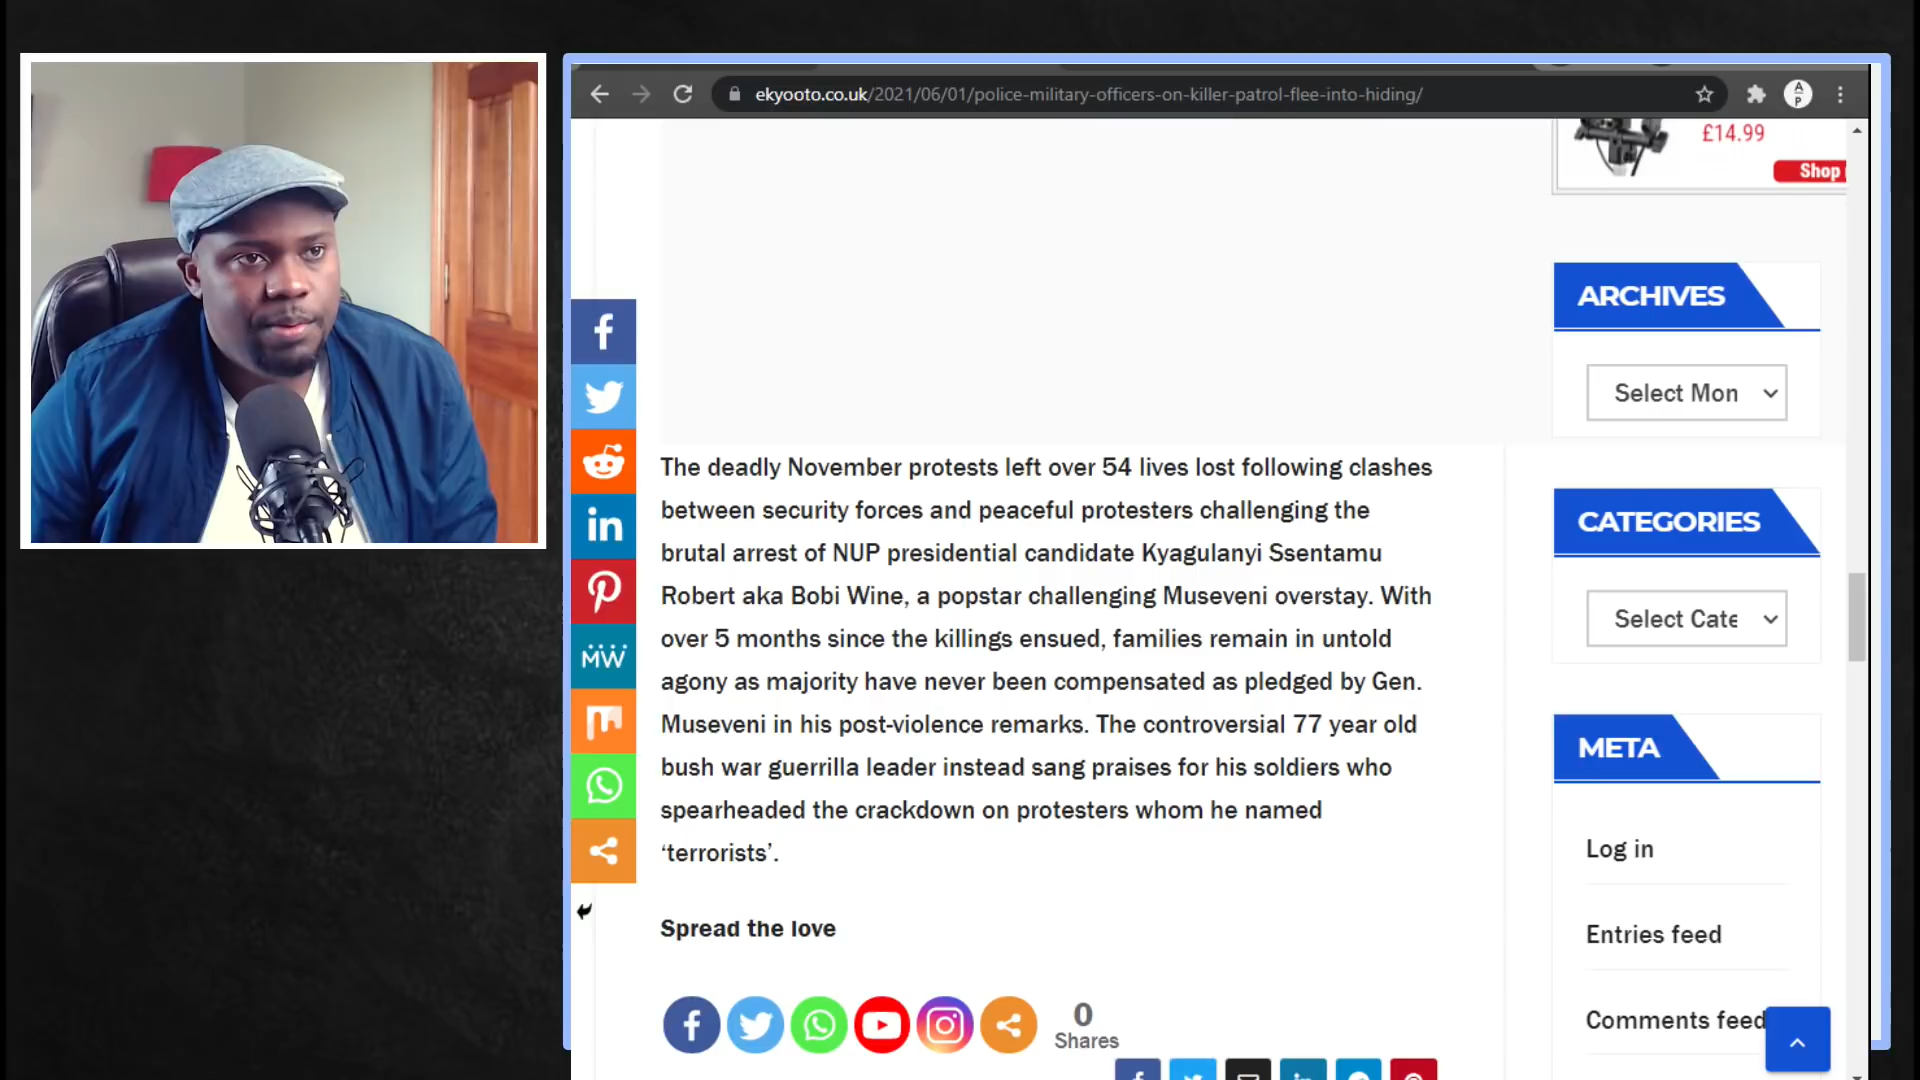 ekyooto.co.uk/2021/06/01/police-military-officers-on-killer-patrol-flee-into-hiding/
A
P
£14.99
Shop
ARCHIVES
Select Mon
CATEGORIES
Select Cate
META
Log in
Entries feed
Comments feed
f
in
MW
The deadly November protests left over 54 lives lost following clashes
between security forces and peaceful protesters challenging the
brutal arrest of NUP presidential candidate Kyagulanyi Ssentamu
Robert aka Bobi Wine, a popstar challenging Museveni overstay. With
over 5 months since the killings ensued, families remain in untold
agony as majority have never been compensated as pledged by Gen.
Museveni in his post-violence remarks. The controversial 77 year old
bush war guerrilla leader instead sang praises for his soldiers who
spearheaded the crackdown on protesters whom he named
‘terrorists’.
Spread the love
0
Shares